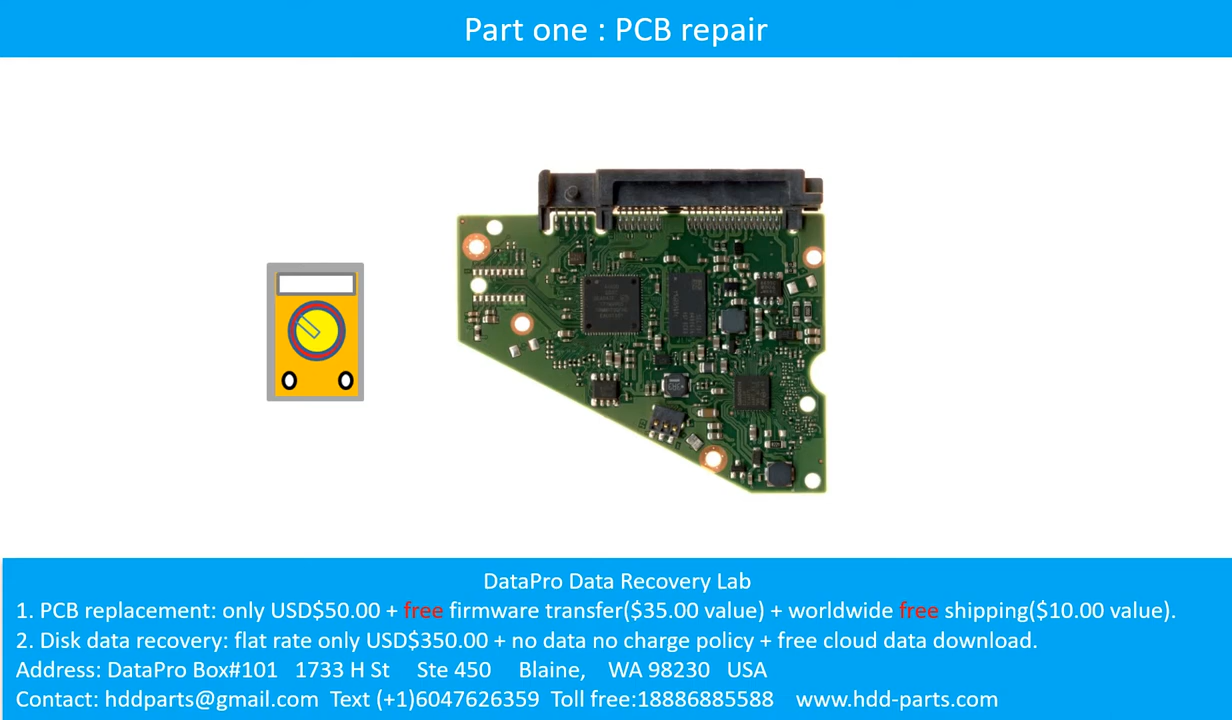 Part one : PCB repair
DataPro Data Recovery Lab
1. PCB replacement: only USD$50.00 + free firmware transfer($35.00 value) + worldwide free shipping($10.00 value).
2. Disk data recovery: flat rate only USD$350.00 + no data no charge policy + free cloud data download.
Address: DataPro Box#101 1733 H St Ste 450 Blaine, WA 98230 USA
Contact: hddparts@gmail.com Text (+1)6047626359 Toll free:18886885588 www.hdd-parts.com